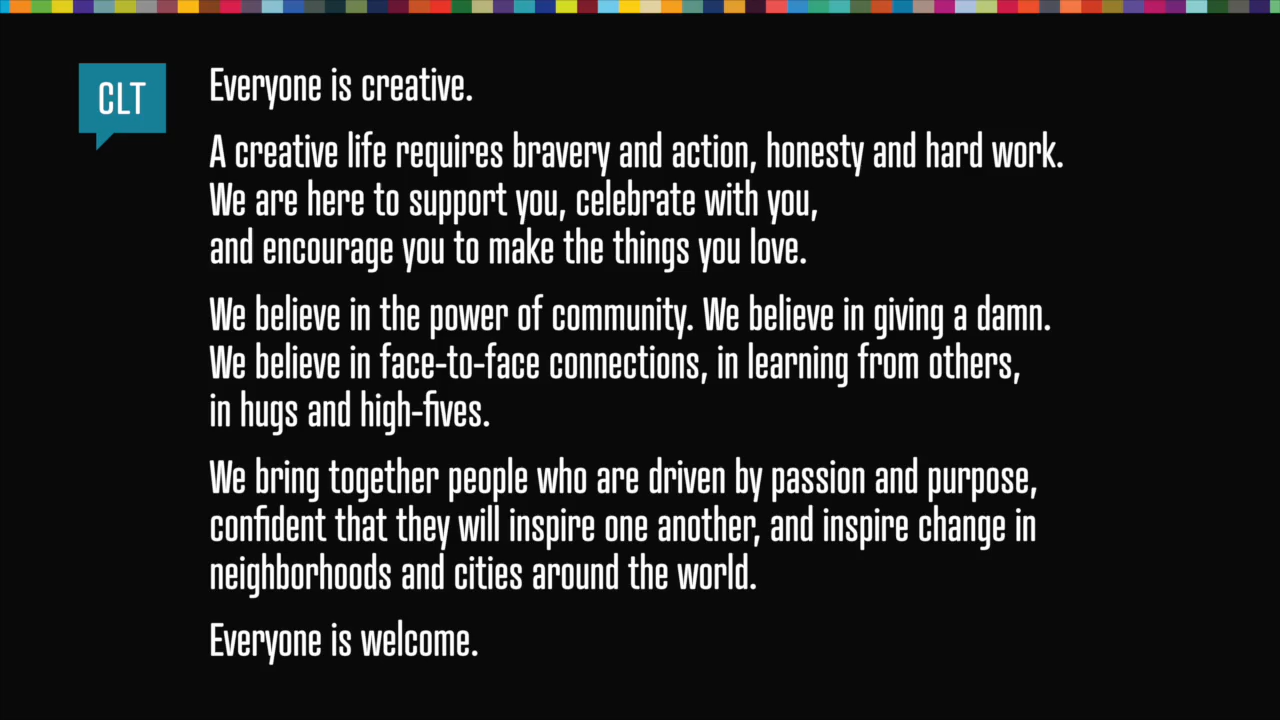 CLT
Everyone is creative.
A creative life requires bravery and action, honesty and hard work.
We are here to support you, celebrate with you,
and encourage you to make the things you love.
We believe in the power of community. We believe in giving a damn.
We believe in face-to-face connections, in learning from others,
in hugs and high-fives.
We bring together people who are driven by passion and purpose,
confident that they will inspire one another, and inspire change in
neighborhoods and cities around the world.
Everyone is welcome.